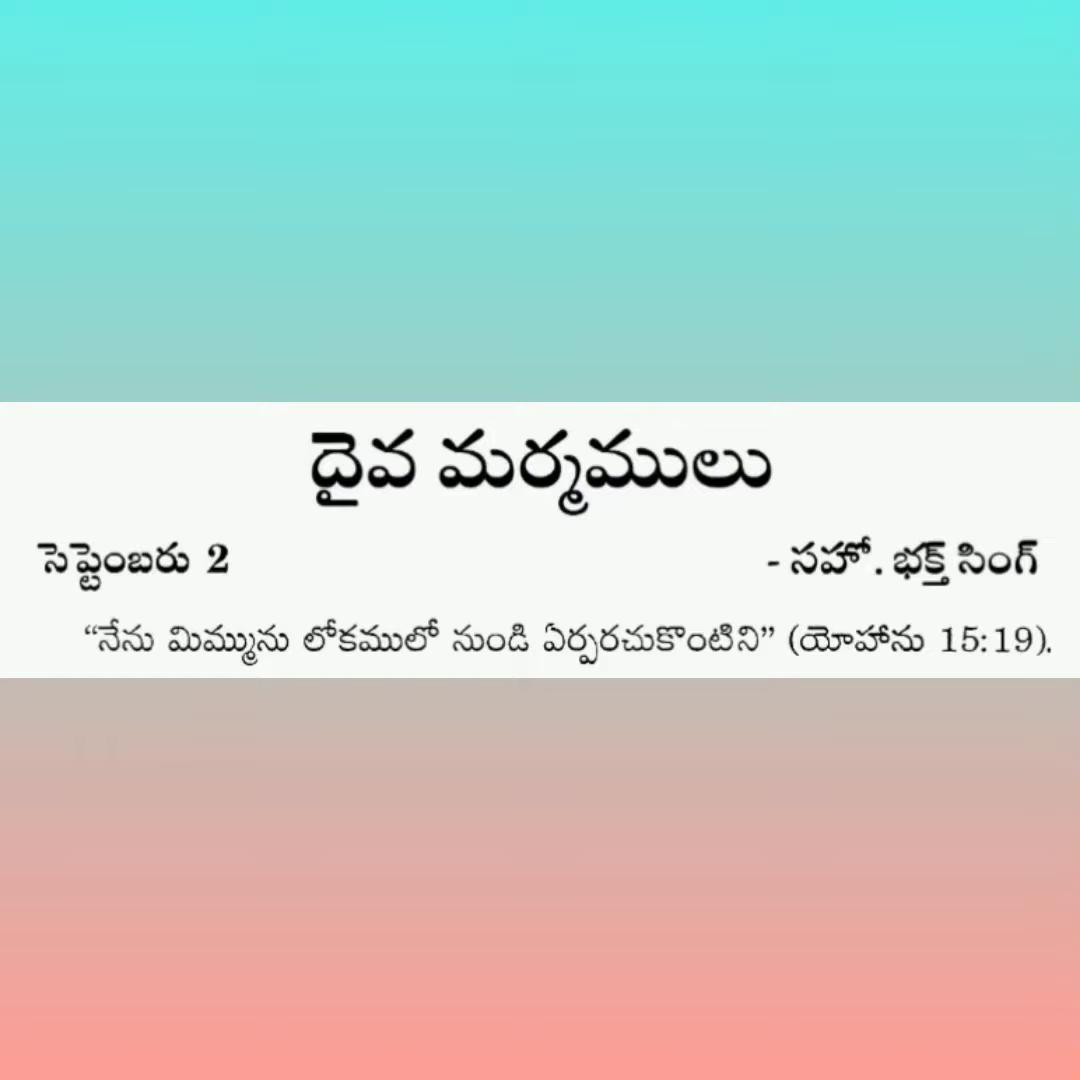 దైవ మర్మములు
సెప్టెంబరు 2 - సహో. భక్త్ సింగ్
“నేను మిమ్మును లోకములో నుండి ఏర్పరచుకొంటిని” (యోహాను 15:19).